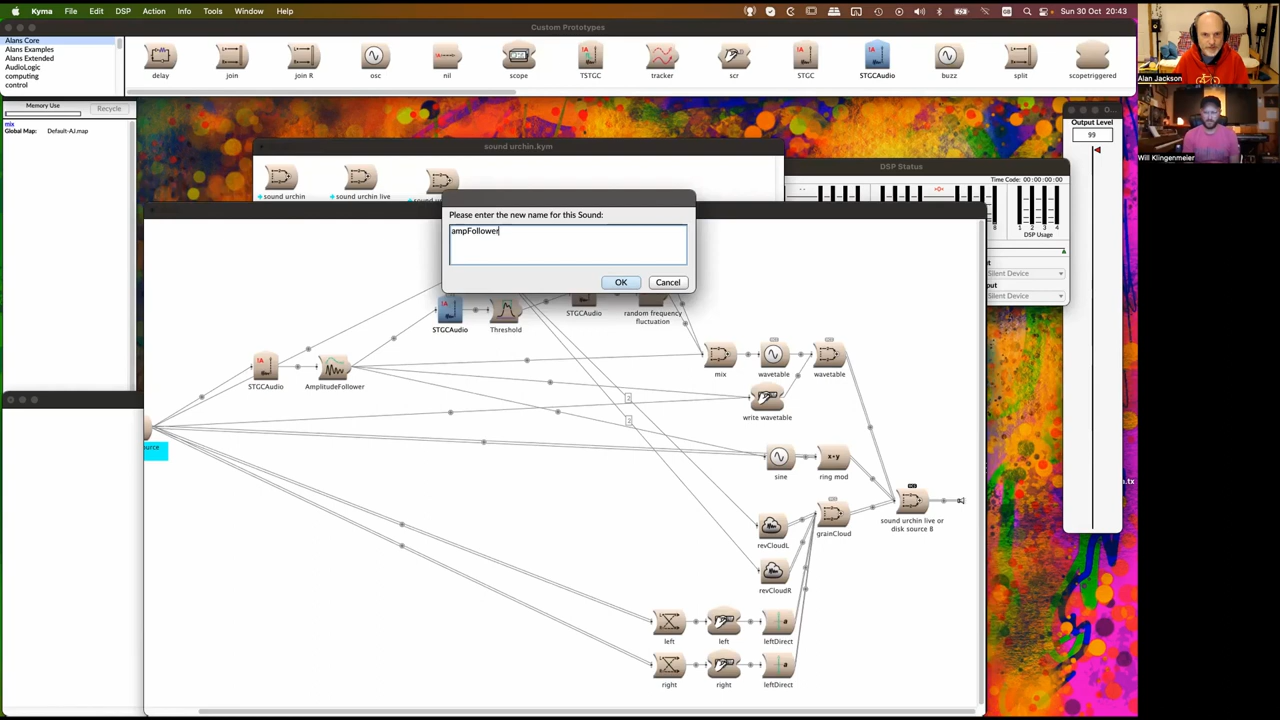 Kyma File Edit DSP Action Info Tools Window Help
Sun 30 Oct 20:43
Custom Prototypes
Alans Core
Alans Examples
Alans Extended
AudioLogic
computing
control
delay join join R osc nil scope TSTGC tracker scr STGC STGCAudio buzz split scopetriggered
Alan Jackson
Will Klingenmeier
Memory Use
Recycle
mix
Global Map: Default-AJ.map
Output Level
99
sound urchin.kym
sound urchin
sound urchin live
DSP Status
Time Code: 00:00:00:00
DSP Usage
1 2 3 4
Silent Device
Silent Device
Please enter the new name for this Sound:
ampFollower
OK Cancel
STGCAudio
Threshold
STGCAudio
random frequency
fluctuation
STGCAudio
AmplitudeFollower
mix
wavetable
wavetable
write wavetable
ource
sine
x*y
ring mod
revCloudL
grainCloud
sound urchin live or
disk source B
revCloudR
left
left
leftDirect
right
right
leftDirect